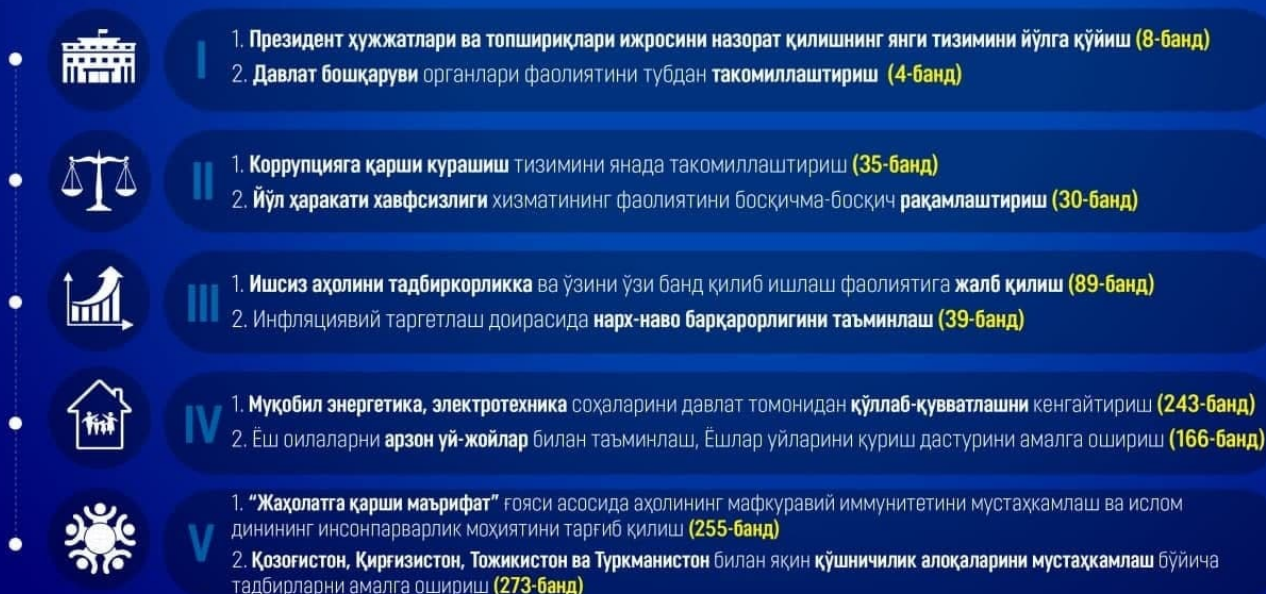 I
1. Президент ҳужжатлари ва топшириқлари ижросини назорат қилишнинг янги тизимини йўлга қўйиш (8-банд)
2. Давлат бошқаруви органлари фаолиятини тубдан такомиллаштириш (4-банд)
II
1. Коррупцияга қарши курашиш тизимини янада такомиллаштириш (35-банд)
2. Йўл ҳаракати хавфсизлиги хизматининг фаолиятини босқичма-босқич рақамлаштириш (30-банд)
III
1. Ишсиз аҳолини тадбиркорликка ва ўзини ўзи банд қилиб ишлаш фаолиятига жалб қилиш (89-банд)
2. Инфляциявий таргетлаш доирасида нарх-наво барқарорлигини таъминлаш (39-банд)
IV
1. Муқобил энергетика, электротехника соҳаларини давлат томонидан қўллаб-қувватлашни кенгайтириш (243-банд)
2. Ёш оилаларни арзон уй-жойлар билан таъминлаш, Ёшлар уйларини қуриш дастурини амалга ошириш (166-банд)
V
1. “Жаҳолатга қарши маърифат” ғояси асосида аҳолининг мафкуравий иммунитетини мустаҳкамлаш ва ислом
динининг инсонпарварлик моҳиятини тарғиб қилиш (255-банд)
2. Қозоғистон, Қирғизистон, Тожикистон ва Туркманистон билан яқин қўшничилик алоқаларини мустаҳкамлаш бўйича
тадбирларни амалга ошириш (273-банд)